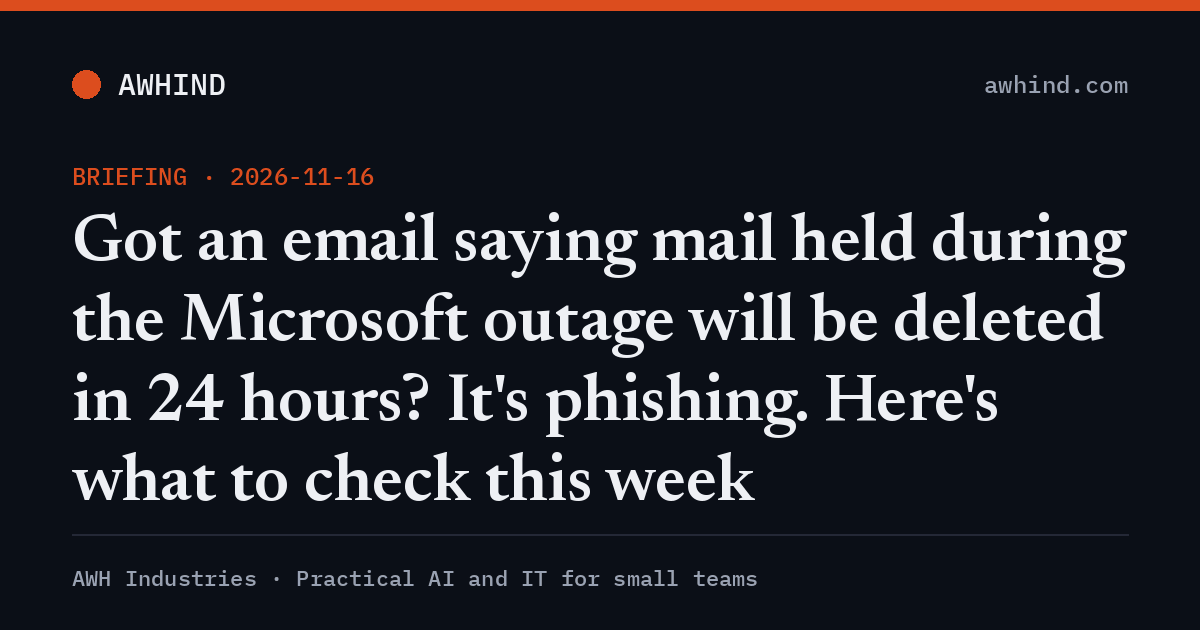 AWHIND
awhind.com
BRIEFING · 2026-11-16
Got an email saying mail held during
the Microsoft outage will be deleted
in 24 hours? It's phishing. Here's
what to check this week
AWH Industries · Practical AI and IT for small teams